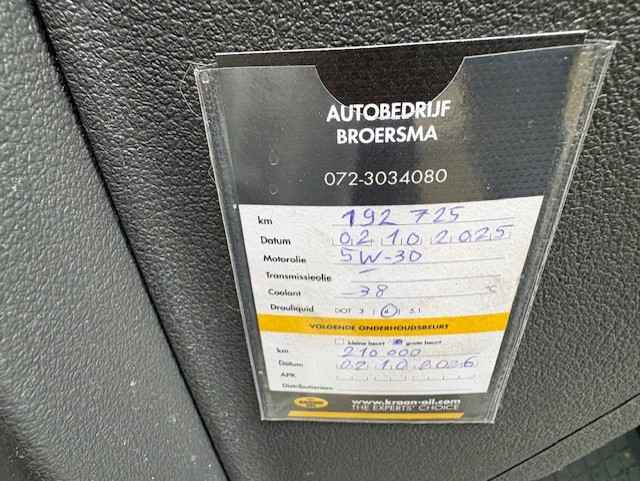 AUTOBEDRIJF
BROERSMA
072-3034080
km 192 725
Datum 02 10 2025
Motorolie 5W-30
Transmissieolie –
Coolant -38 °C
DOT 3 4 5.1
VOLGENDE ONDERHOUDSBEURT
kleine beurt grote beurt
km 210 000
Datum 02 10 2026
APK
Distributieriem
www.kroon-oil.com
THE EXPERTS' CHOICE